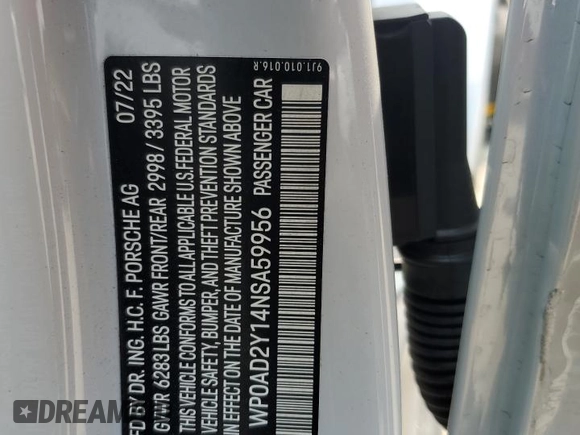 ED BY DR. ING. H.C. F. PORSCHE AG 07/22
GVWR 6283 LBS GAWR FRONT/REAR 2998 / 3395 LBS
THIS VEHICLE CONFORMS TO ALL APPLICABLE U.S. FEDERAL MOTOR
VEHICLE SAFETY, BUMPER, AND THEFT PREVENTION STANDARDS
IN EFFECT ON THE DATE OF MANUFACTURE SHOWN ABOVE
WP0AD2Y14NSA59956 PASSENGER CAR
9J1.010.016.R